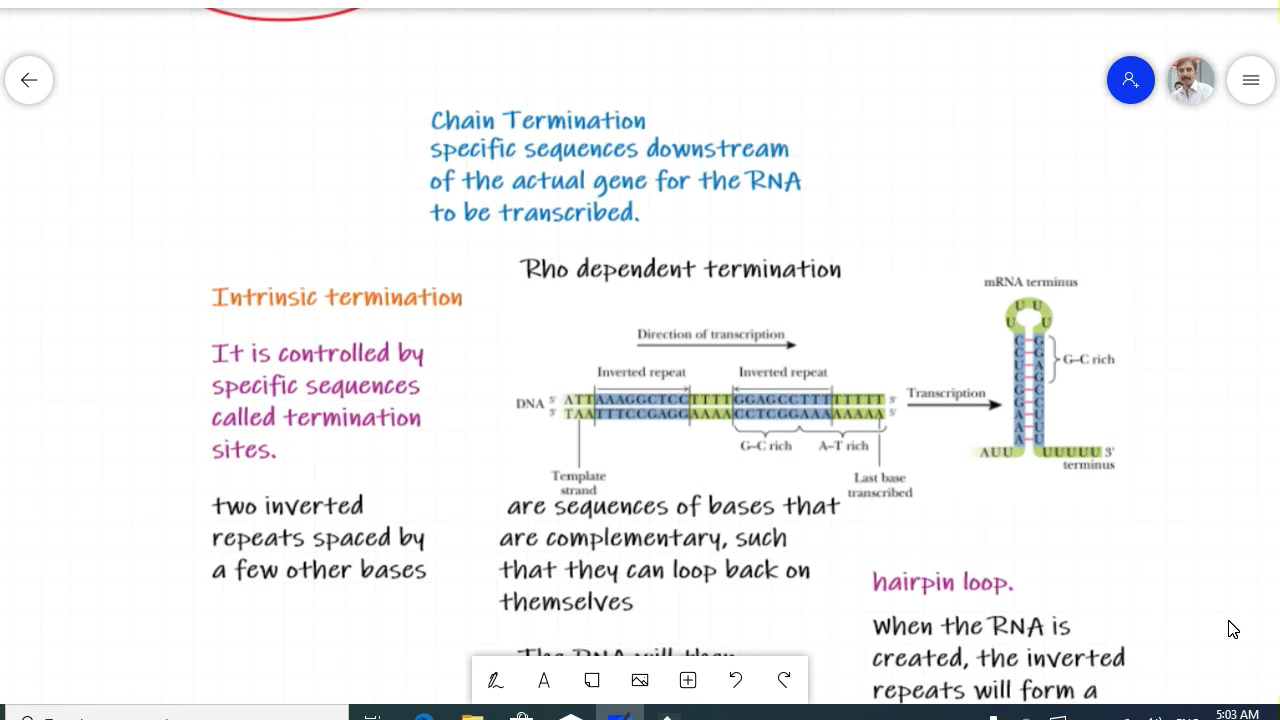 Chain Termination
specific sequences downstream
of the actual gene for the RNA
to be transcribed.
Rho dependent termination
Intrinsic termination
It is controlled by
specific sequences
called termination
sites.
two inverted
repeats spaced by
a few other bases
Direction of transcription
Inverted repeat
Inverted repeat
DNA 5' ATTAAAGGCTCCTTTTGGAGCCTTTTTTTT 3'
3' TAATTTCCGAGGAAAACCTCGGAAAAAAAA 5'
G–C rich
A–T rich
Template
strand
Last base
transcribed
Transcription
mRNA terminus
U U
U U
C G
C G
U A
C G
G C
G C
A U
A U
A U
G–C rich
AUU UUUUU 3'
terminus
are sequences of bases that
are complementary, such
that they can loop back on
themselves
The RNA will then
hairpin loop.
When the RNA is
created, the inverted
repeats will form a
5:03 AM